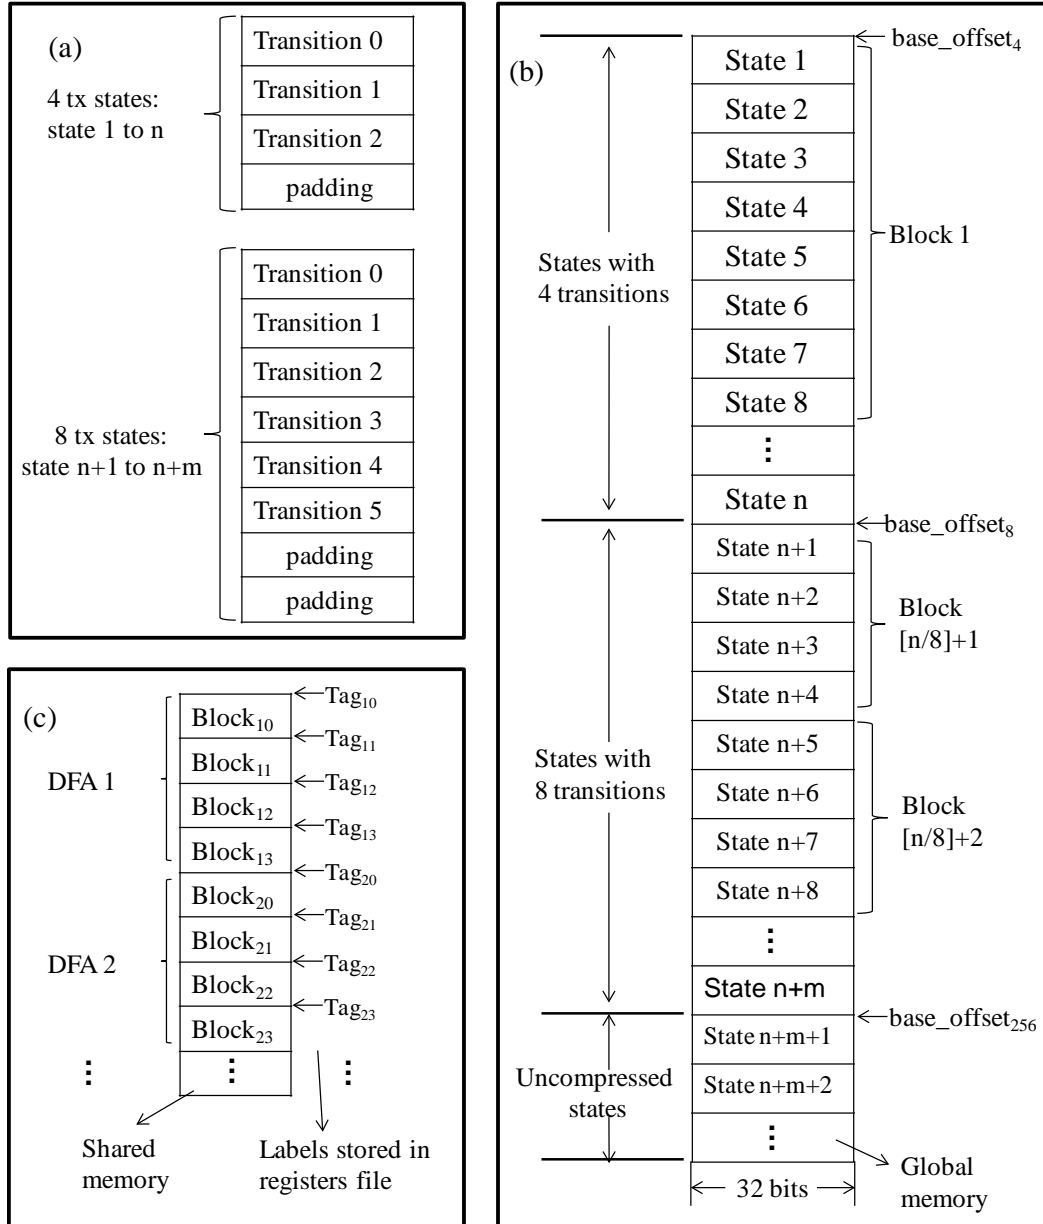 (a)
4 tx states:
state 1 to n
Transition 0
Transition 1
Transition 2
padding
8 tx states:
state n+1 to n+m
Transition 0
Transition 1
Transition 2
Transition 3
Transition 4
Transition 5
padding
padding
(b)
base_offset₄
State 1
State 2
State 3
State 4
State 5
State 6
State 7
State 8
⋮
State n
Block 1
States with
4 transitions
base_offset₈
State n+1
State n+2
State n+3
State n+4
Block
[n/8]+1
State n+5
State n+6
State n+7
State n+8
Block
[n/8]+2
⋮
State n+m
States with
8 transitions
base_offset₂₅₆
State n+m+1
State n+m+2
⋮
Uncompressed
states
32 bits
Global
memory
(c)
DFA 1
Block₁₀
Block₁₁
Block₁₂
Block₁₃
DFA 2
Block₂₀
Block₂₁
Block₂₂
Block₂₃
Tag₁₀
Tag₁₁
Tag₁₂
Tag₁₃
Tag₂₀
Tag₂₁
Tag₂₂
Tag₂₃
⋮ ⋮ ⋮
Shared
memory
Labels stored in
registers file